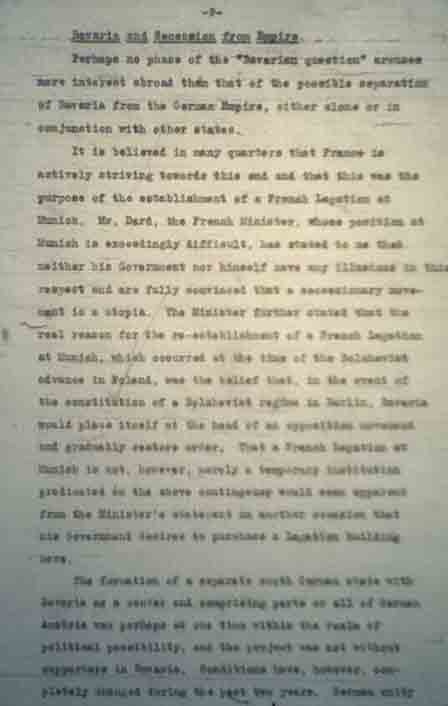 -9-
Bavaria and Secession from Empire.
Perhaps no phase of the "Bavarian question" arouses
more interest abroad than that of the possible separation
of Bavaria from the German Empire, either alone or in
conjunction with other states.
It is believed in many quarters that France is
actively striving towards this end and that this was the
purpose of the establishment of a French Legation at
Munich. Mr. Dard, the French Minister, whose position at
Munich is exceedingly difficult, has stated to me that
neither his Government nor himself have any illusions in this
respect and are fully convinced that a secessionary move-
ment is a utopia. The Minister further stated that the
real reason for the re-establishment of a French Legation
at Munich, which occurred at the time of the Bolshevist
advance in Poland, was the belief that, in the event of
the constitution of a Bolshevist regime in Berlin, Bavaria
would place itself at the head of an opposition movement
and gradually restore order. That a French Legation at
Munich is not, however, merely a temporary institution
predicated on the above contingency would seem apparent
from the Minister's statement on another occasion that
his Government desires to purchase a Legation building
here.
The formation of a separate south German state with
Bavaria as a center and comprising parts or all of German
Austria was perhaps at one time within the realm of
political possibility, and the project was not without
supporters in Bavaria. Conditions have, however, com-
pletely changed during the past two years. German unity